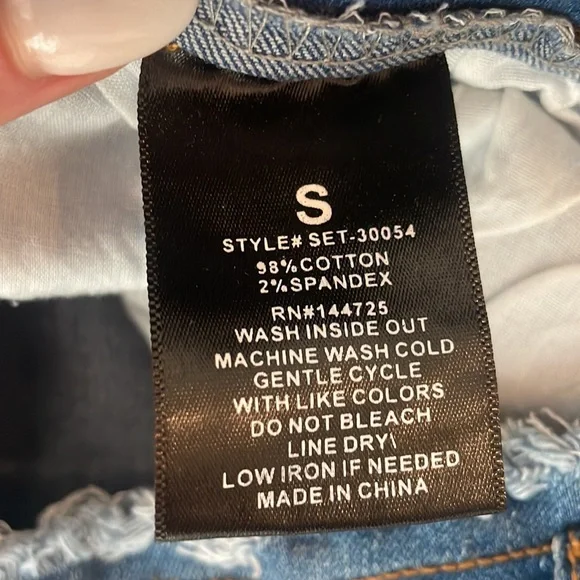 S
STYLE# SET-30054
98%COTTON
2%SPANDEX
RN#144725
WASH INSIDE OUT
MACHINE WASH COLD
GENTLE CYCLE
WITH LIKE COLORS
DO NOT BLEACH
LINE DRY\
LOW IRON IF NEEDED
MADE IN CHINA